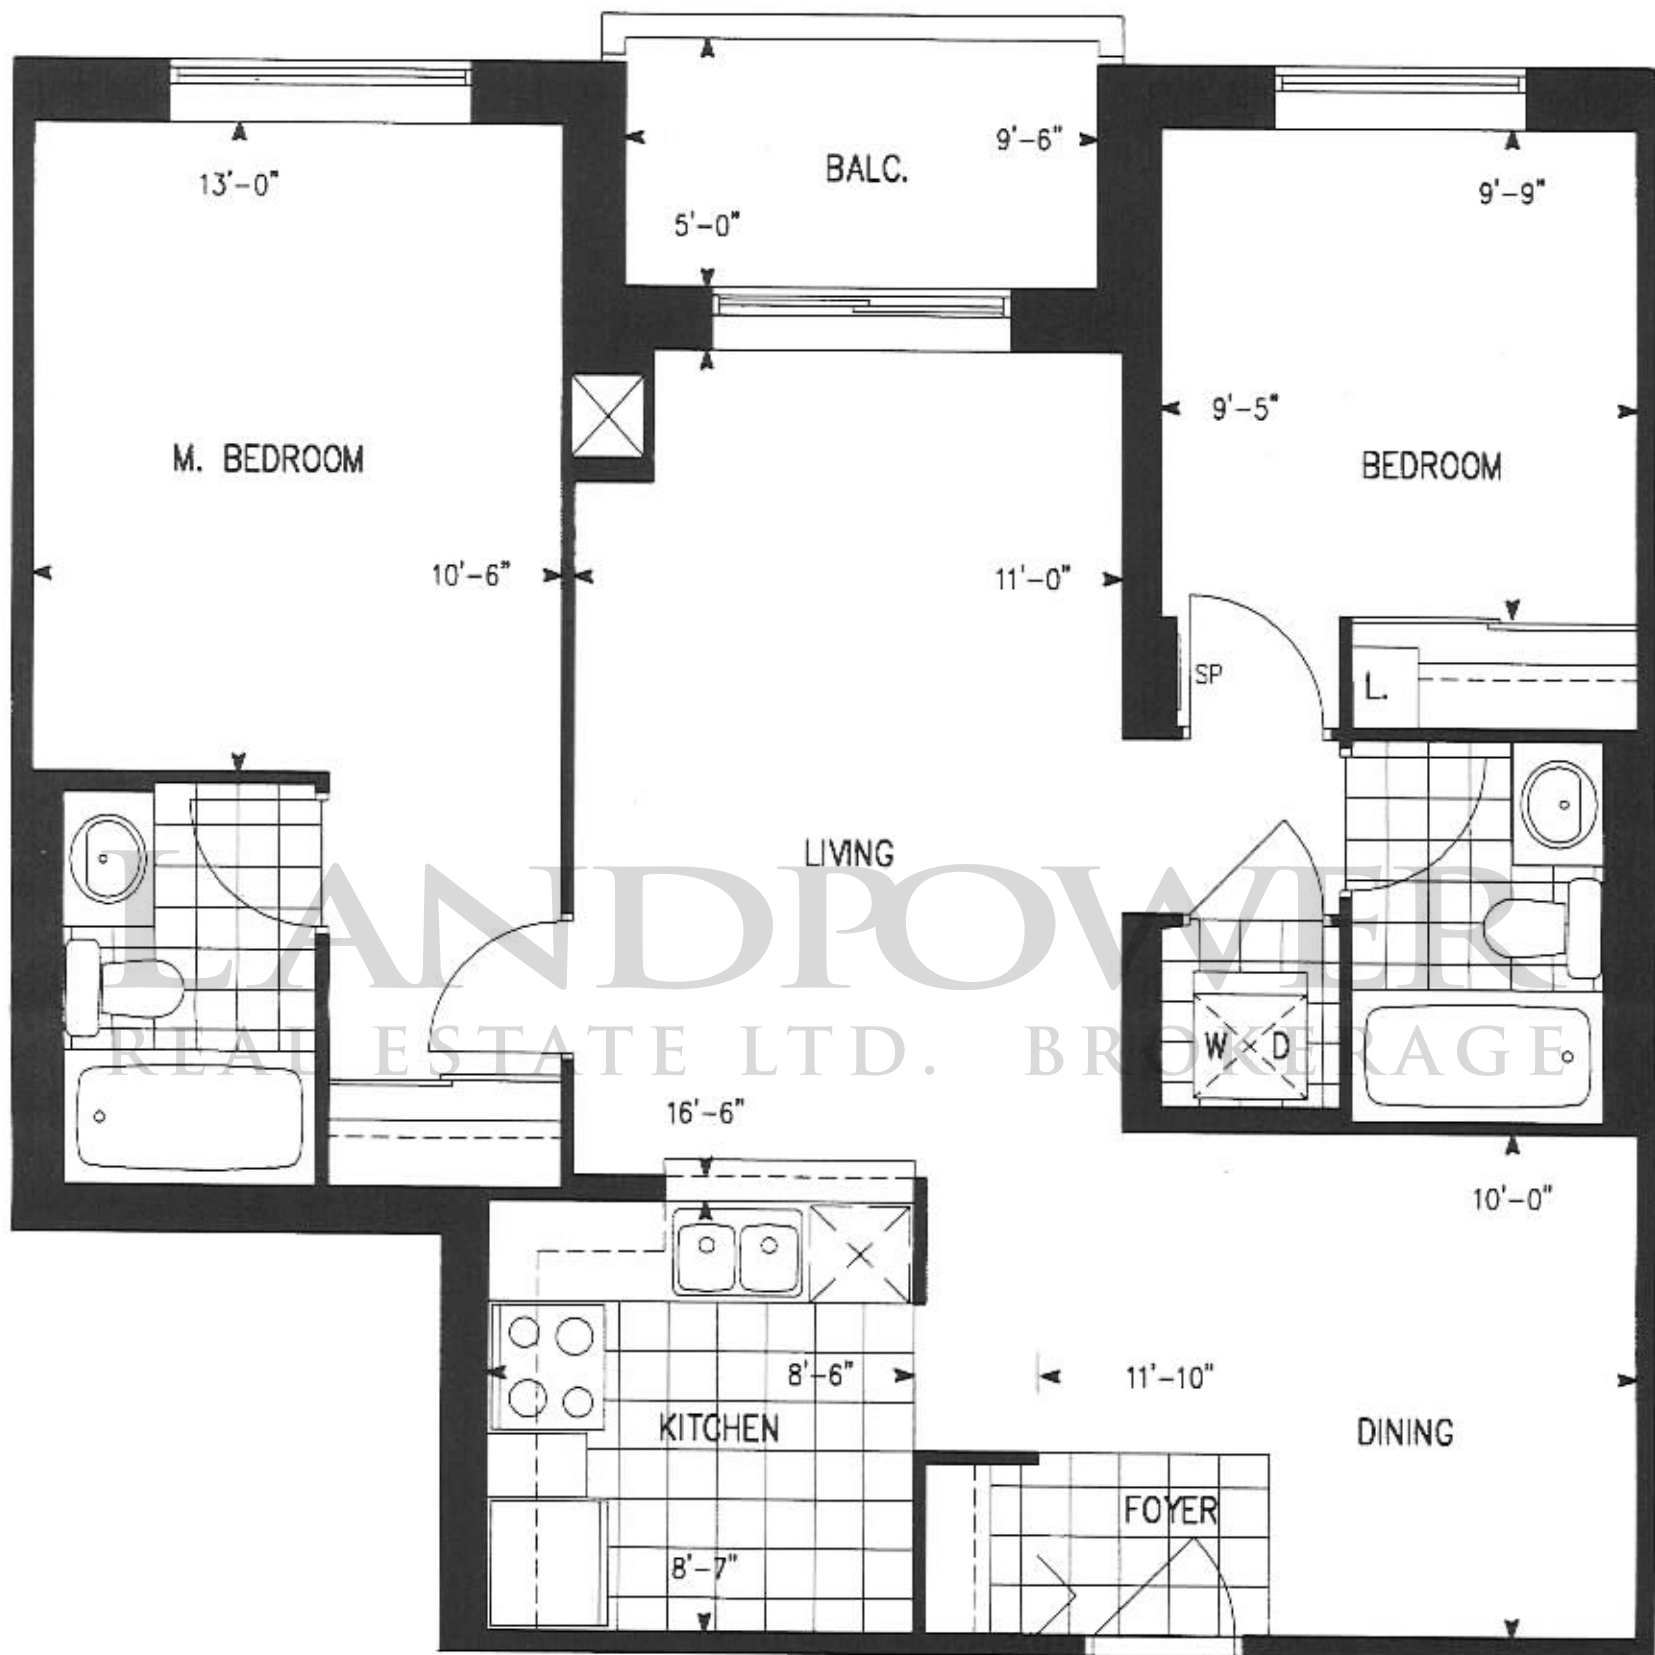 9'-6"
BALC.
13'-0"
9'-9"
5'-0"
9'-5"
M. BEDROOM
BEDROOM
10'-6"
11'-0"
SP
L.
LIVING
LANDPOWER
REAL ESTATE LTD. BROKERAGE
W D
16'-6"
10'-0"
8'-6"
11'-10"
KITCHEN
DINING
FOYER
8'-7"